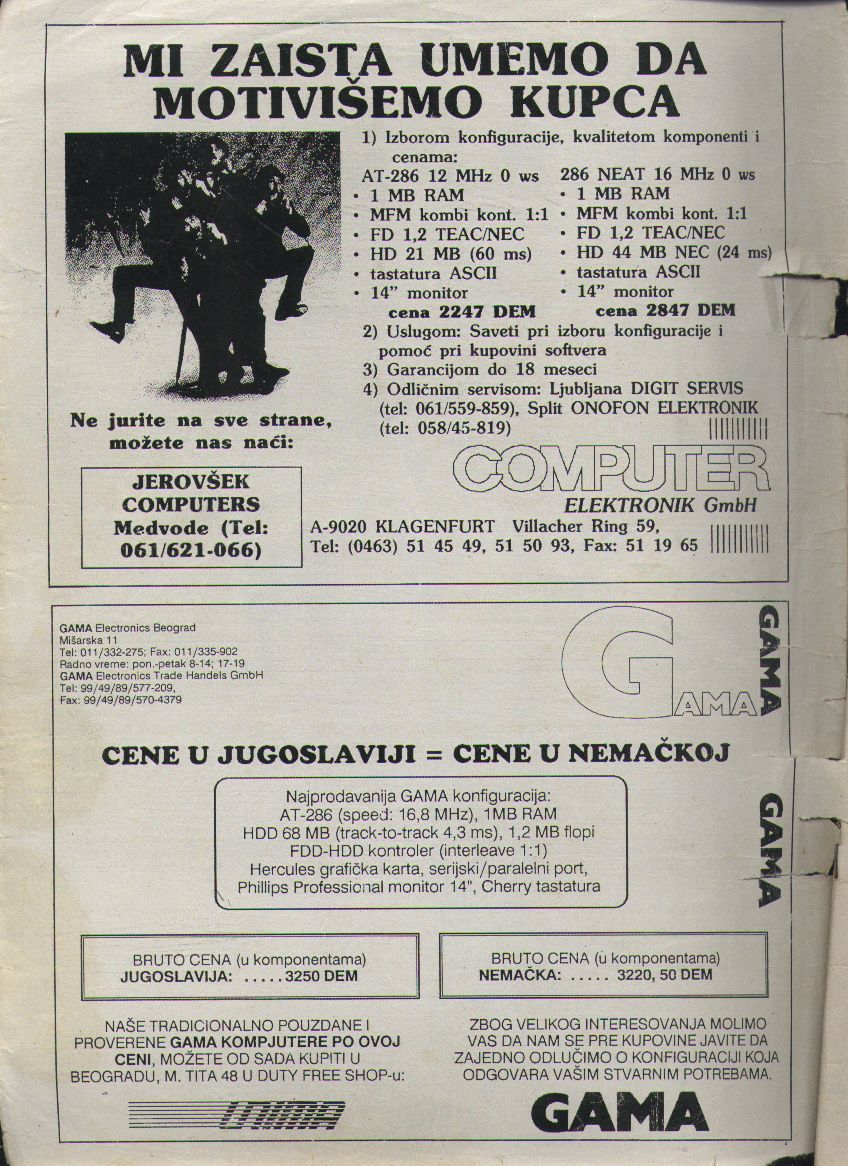 MI ZAISTA UMEMO DA
MOTIVIŠEMO KUPCA
1) Izborom konfiguracije, kvalitetom komponenti i
cenama:
AT-286 12 MHz 0 ws
• 1 MB RAM
• MFM kombi kont. 1:1
• FD 1,2 TEAC/NEC
• HD 21 MB (60 ms)
• tastatura ASCII
• 14” monitor
cena 2247 DEM
286 NEAT 16 MHz 0 ws
• 1 MB RAM
• MFM kombi kont. 1:1
• FD 1,2 TEAC/NEC
• HD 44 MB NEC (24 ms)
• tastatura ASCII
• 14” monitor
cena 2847 DEM
2) Uslugom: Saveti pri izboru konfiguracije i
pomoć pri kupovini softvera
3) Garancijom do 18 meseci
4) Odličnim servisom: Ljubljana DIGIT SERVIS
(tel: 061/559-859), Split ONOFON ELEKTRONIK
(tel: 058/45-819)
Ne jurite na sve strane,
možete nas naći:
JEROVŠEK
COMPUTERS
Medvode (Tel:
061/621-066)
COMPUTER
ELEKTRONIK GmbH
A-9020 KLAGENFURT Villacher Ring 59,
Tel: (0463) 51 45 49, 51 50 93, Fax: 51 19 65
GAMA Electronics Beograd
Mišarska 11
Tel: 011/332-275; Fax: 011/335-902
Radno vreme: pon.-petak 8-14; 17-19
GAMA Electronics Trade Handels GmbH
Tel: 99/49/89/577-209,
Fax: 99/49/89/570-4379
GAMA
GAMA
CENE U JUGOSLAVIJI = CENE U NEMAČKOJ
Najprodavanija GAMA konfiguracija:
AT-286 (speed: 16,8 MHz), 1MB RAM
HDD 68 MB (track-to-track 4,3 ms), 1,2 MB flopi
FDD-HDD kontroler (interleave 1:1)
Hercules grafička karta, serijski/paralelni port,
Phillips Professional monitor 14", Cherry tastatura
GAMA
BRUTO CENA (u komponentama)
JUGOSLAVIJA: .....3250 DEM
BRUTO CENA (u komponentama)
NEMAČKA: ..... 3220, 50 DEM
NAŠE TRADICIONALNO POUZDANE I
PROVERENE GAMA KOMPJUTERE PO OVOJ
CENI, MOŽETE OD SADA KUPITI U
BEOGRADU, M. TITA 48 U DUTY FREE SHOP-u:
ZBOG VELIKOG INTERESOVANJA MOLIMO
VAS DA NAM SE PRE KUPOVINE JAVITE DA
ZAJEDNO ODLUČIMO O KONFIGURACIJI KOJA
ODGOVARA VAŠIM STVARNIM POTREBAMA.
GAMA